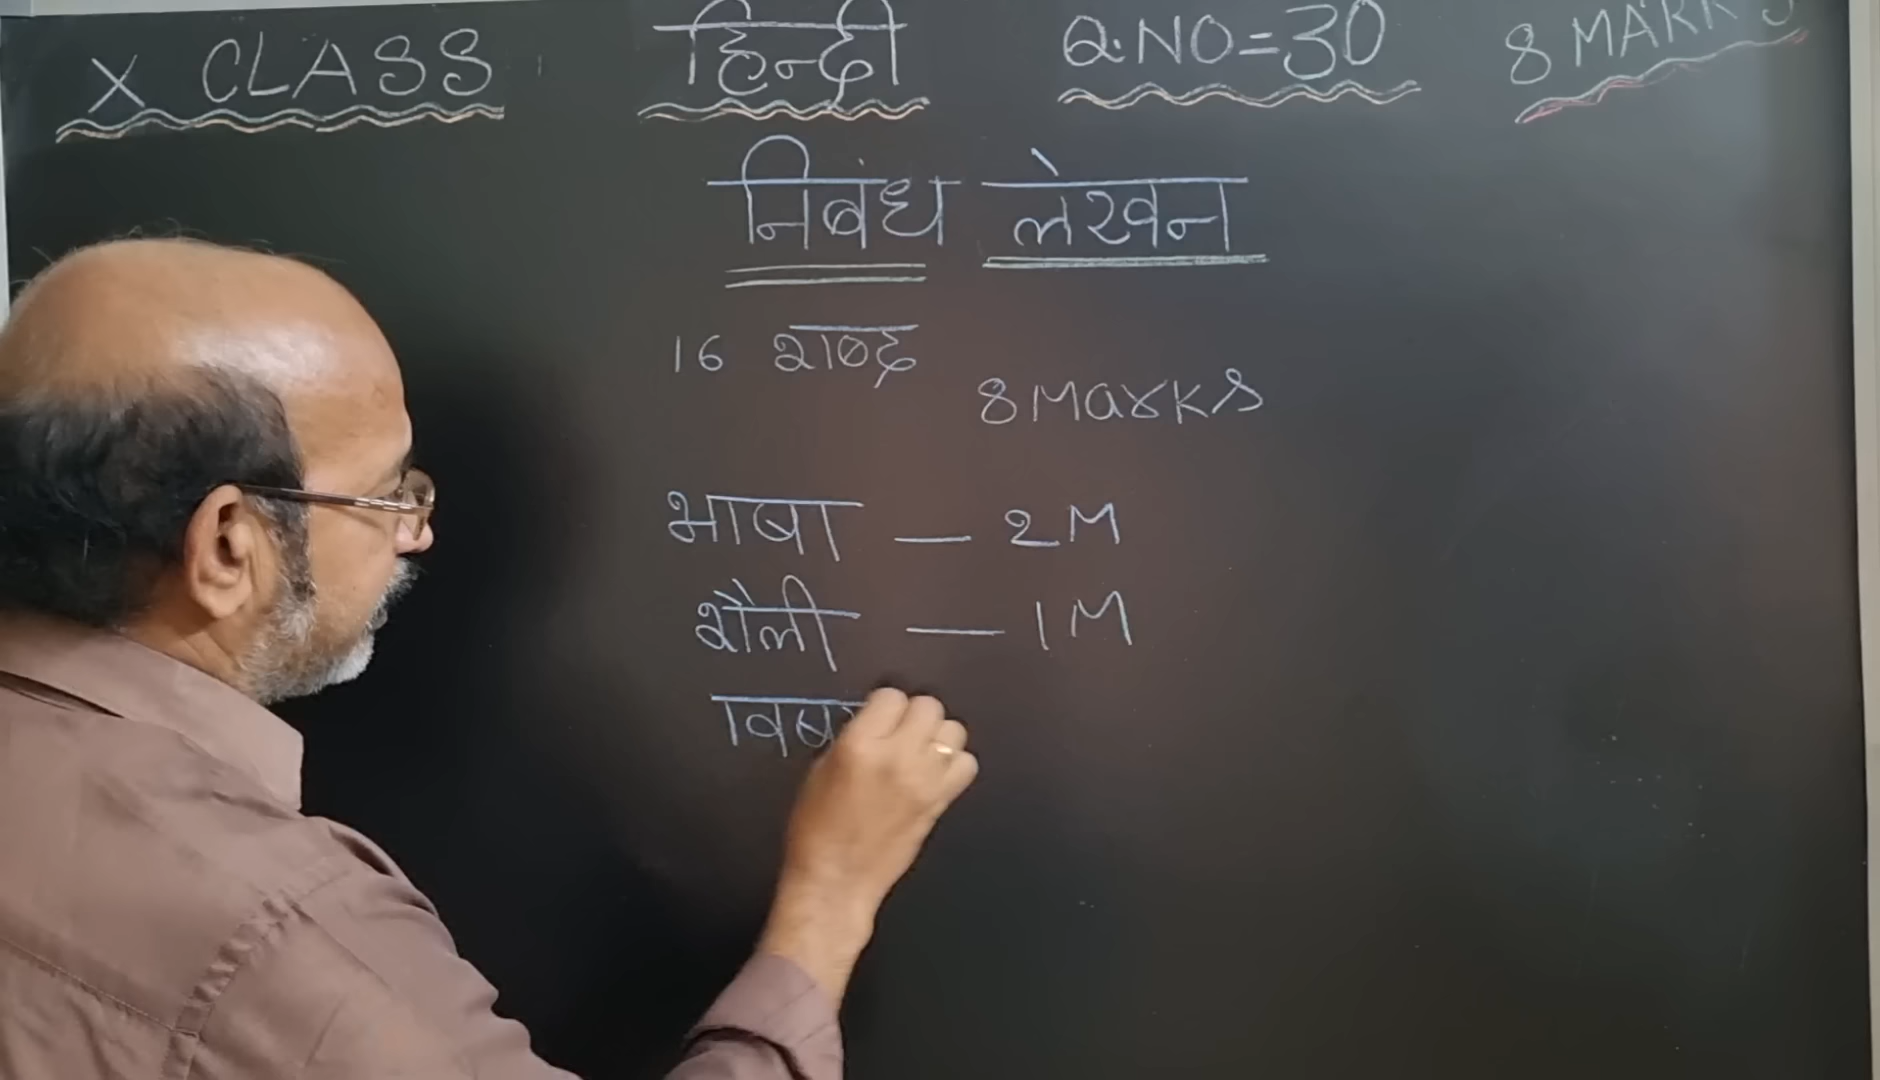 X CLASS हिन्दी Q.NO=30 8 MARKS
निबंध लेखन
16 शब्द
8 Marks
भाषा — 2M
शैली — 1M